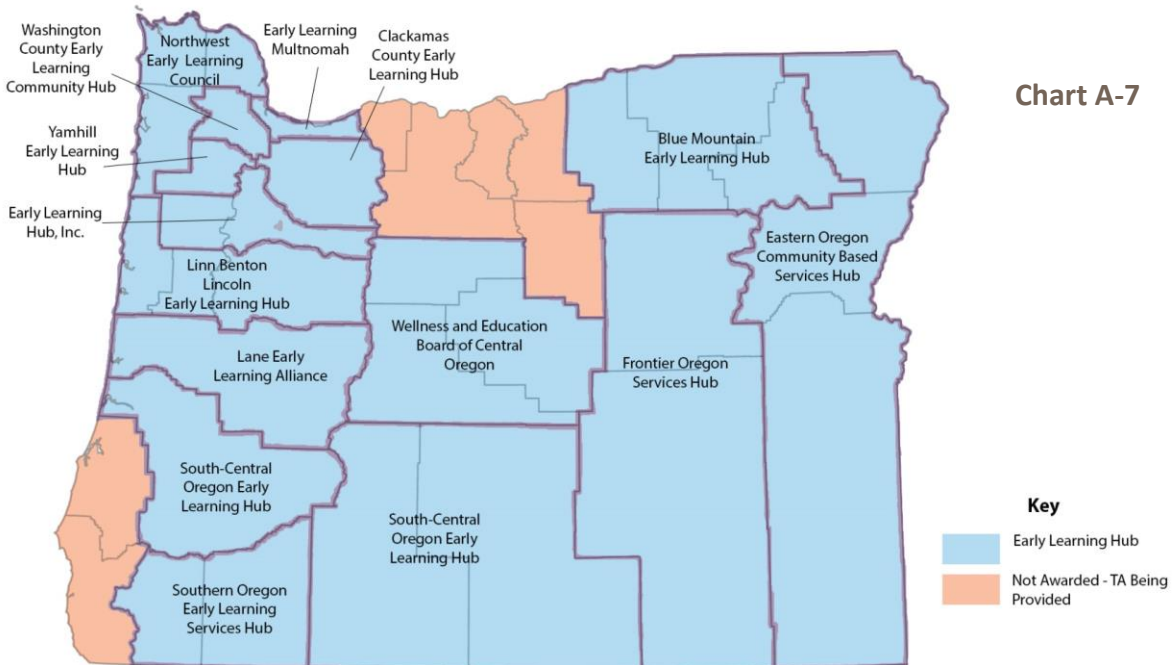 Washington
County Early
Learning
Community Hub
Northwest
Early Learning
Council
Early Learning
Multnomah
Clackamas
County Early
Learning Hub
Chart A-7
Yamhill
Early Learning
Hub
Blue Mountain
Early Learning Hub
Early Learning
Hub, Inc.
Linn Benton
Lincoln
Early Learning Hub
Eastern Oregon
Community Based
Services Hub
Wellness and Education
Board of Central
Oregon
Lane Early
Learning Alliance
Frontier Oregon
Services Hub
South-Central
Oregon Early
Learning Hub
South-Central
Oregon Early
Learning Hub
Southern Oregon
Early Learning
Services Hub
Key
Early Learning Hub
Not Awarded - TA Being
Provided